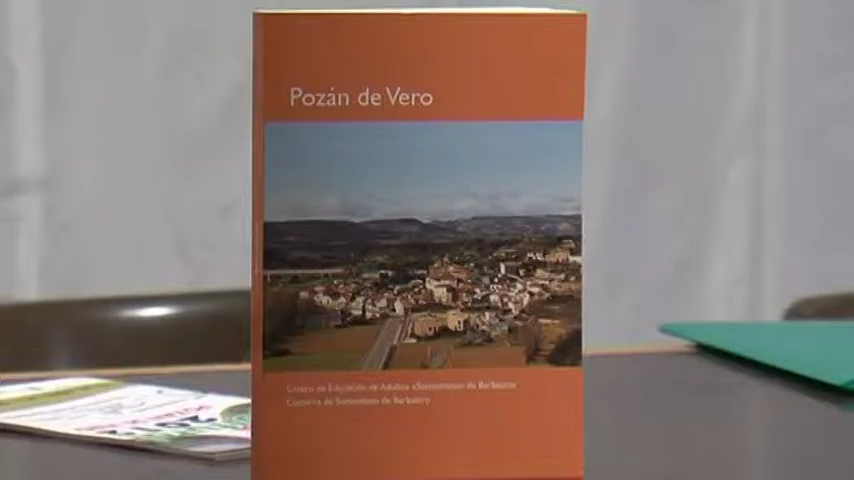 Pozán de Vero
Centro de Educación de Adultos «Somontano» de Barbastro
Comarca de Somontano de Barbastro